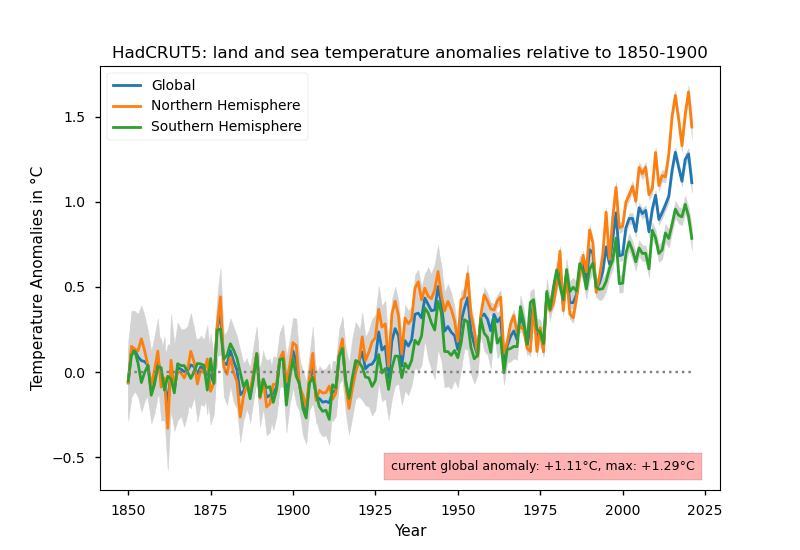 HadCRUT5: land and sea temperature anomalies relative to 1850-1900
Global
Northern Hemisphere
Southern Hemisphere
Temperature Anomalies in °C
1.5
1.0
0.5
0.0
−0.5
current global anomaly: +1.11°C, max: +1.29°C
1850 1875 1900 1925 1950 1975 2000 2025
Year